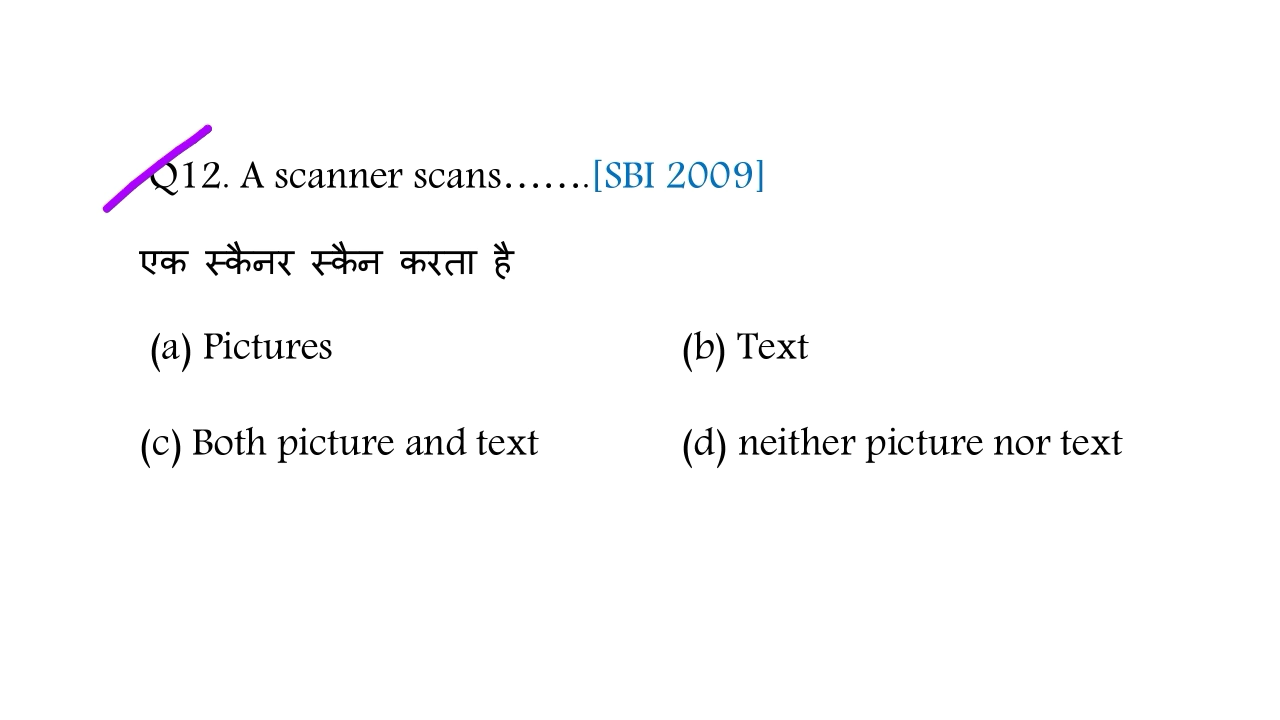 Q12. A scanner scans…….[SBI 2009]
एक स्कैनर स्कैन करता है
(a) Pictures (b) Text
(c) Both picture and text (d) neither picture nor text